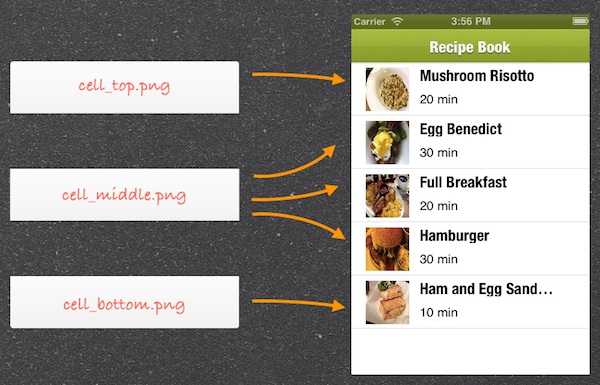 Carrier 3:56 PM
Recipe Book
cell_top.png
Mushroom Risotto
20 min
Egg Benedict
30 min
cell_middle.png
Full Breakfast
20 min
Hamburger
30 min
cell_bottom.png
Ham and Egg Sand...
10 min